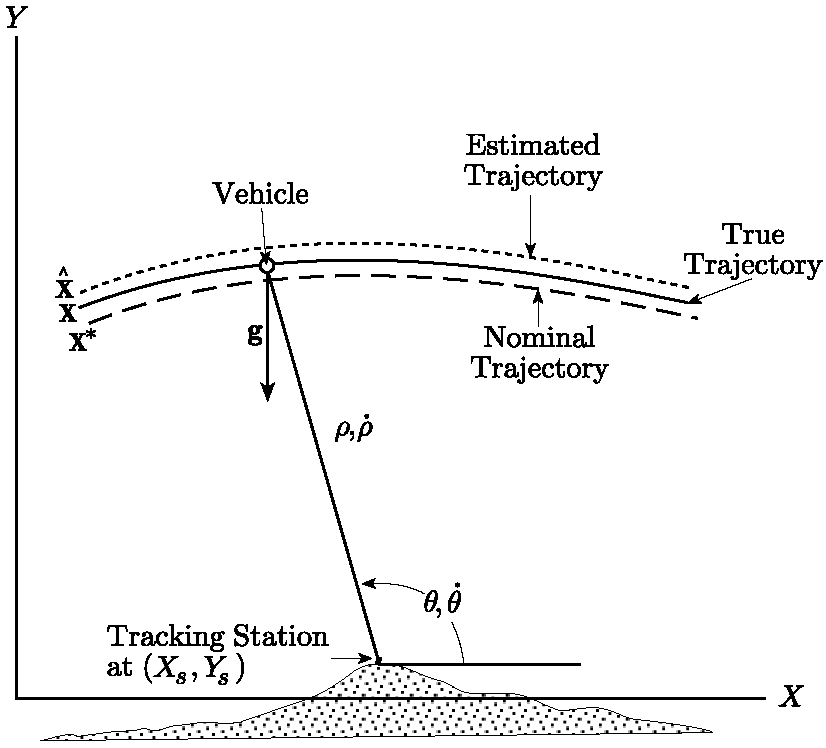 Y
Estimated
Trajectory
Vehicle
True
Trajectory
X̂
X
X*
g
Nominal
Trajectory
ρ, ρ̇
θ, θ̇
Tracking Station
at (Xₛ, Yₛ)
X